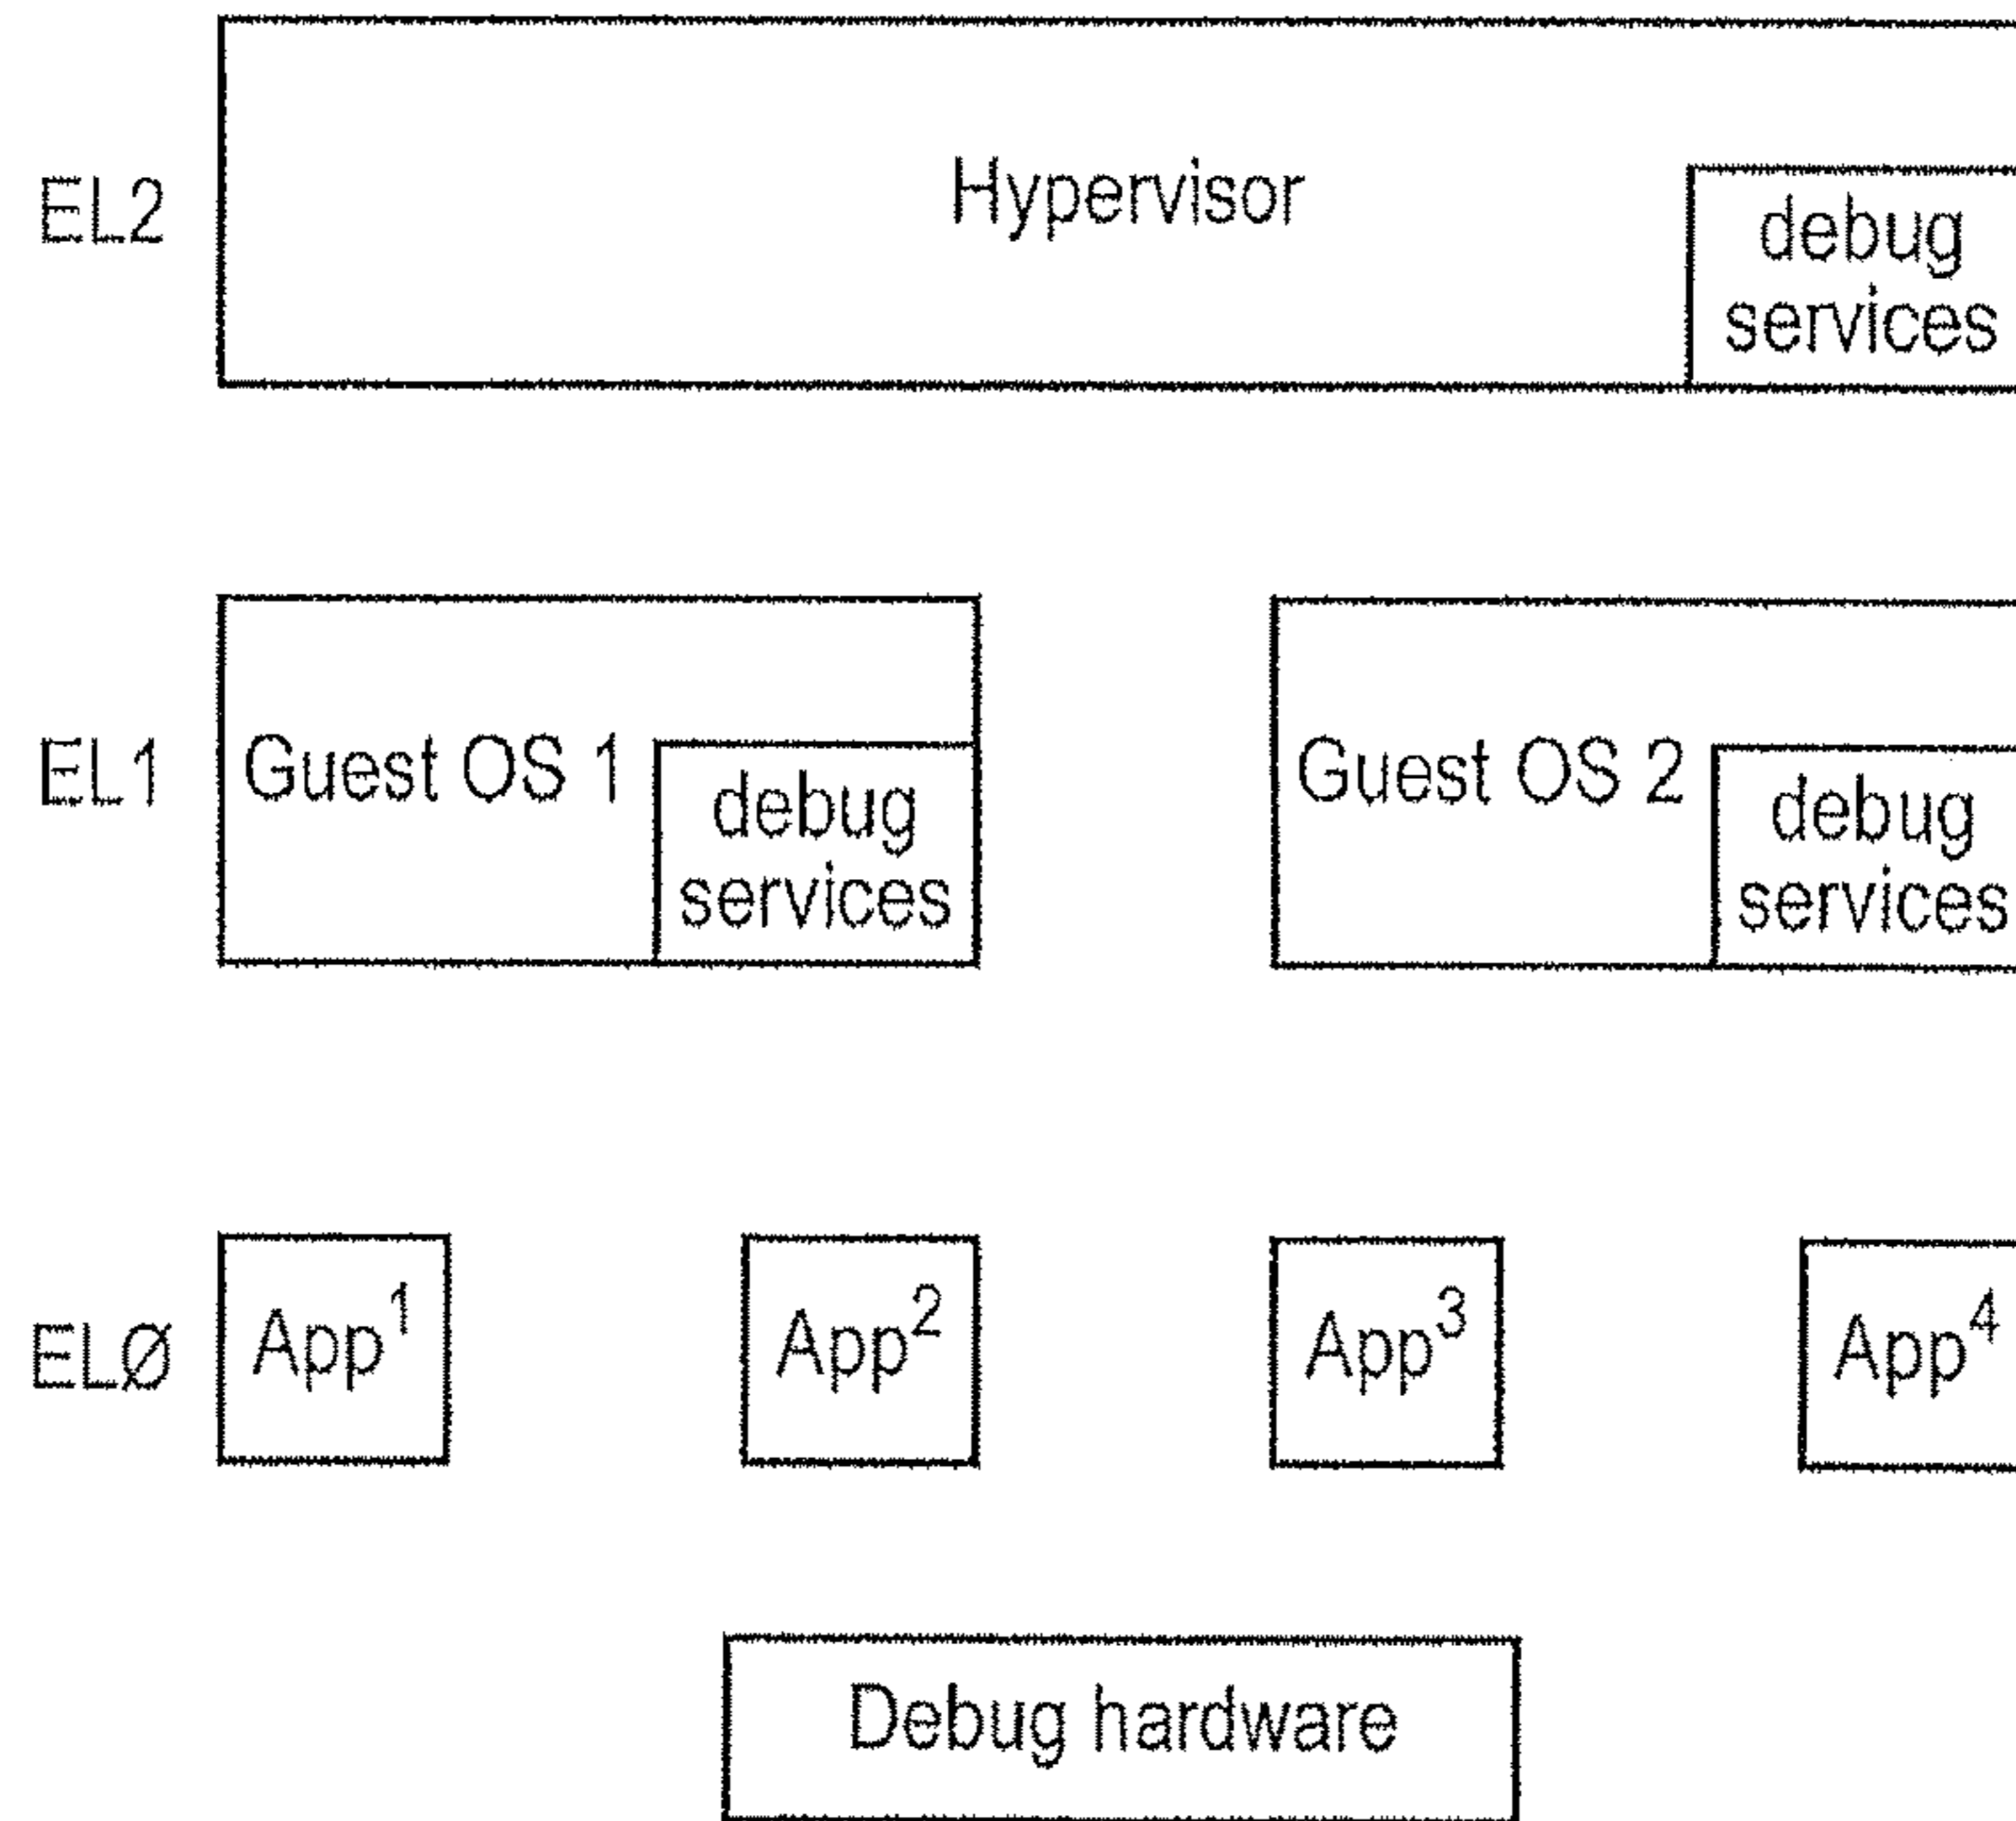 EL2
Hypervisor
debug
services
EL1
Guest OS 1
debug
services
Guest OS 2
debug
services
ELØ
App¹
App²
App³
App⁴
Debug hardware